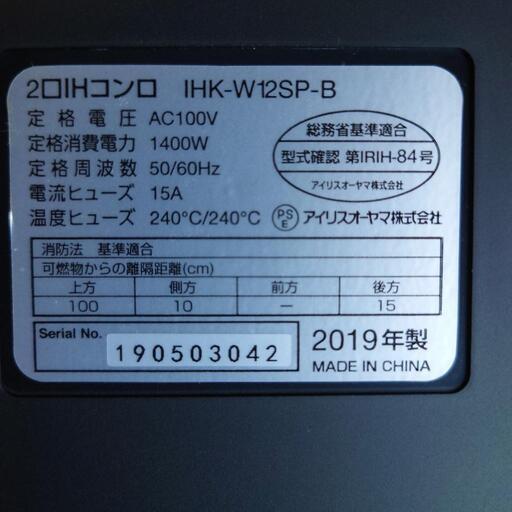 2口IHコンロ IHK-W12SP-B
定格電圧 AC100V
定格消費電力 1400W
定格周波数 50/60Hz
電流ヒューズ 15A
温度ヒューズ 240°C/240°C
総務省基準適合
型式確認 第IRIH-84号
アイリスオーヤマ株式会社
PSE アイリスオーヤマ株式会社
消防法 基準適合
可燃物からの離隔距離(cm)
上方 側方 前方 後方
100 10 — 15
Serial No. 190503042
2019年製
MADE IN CHINA